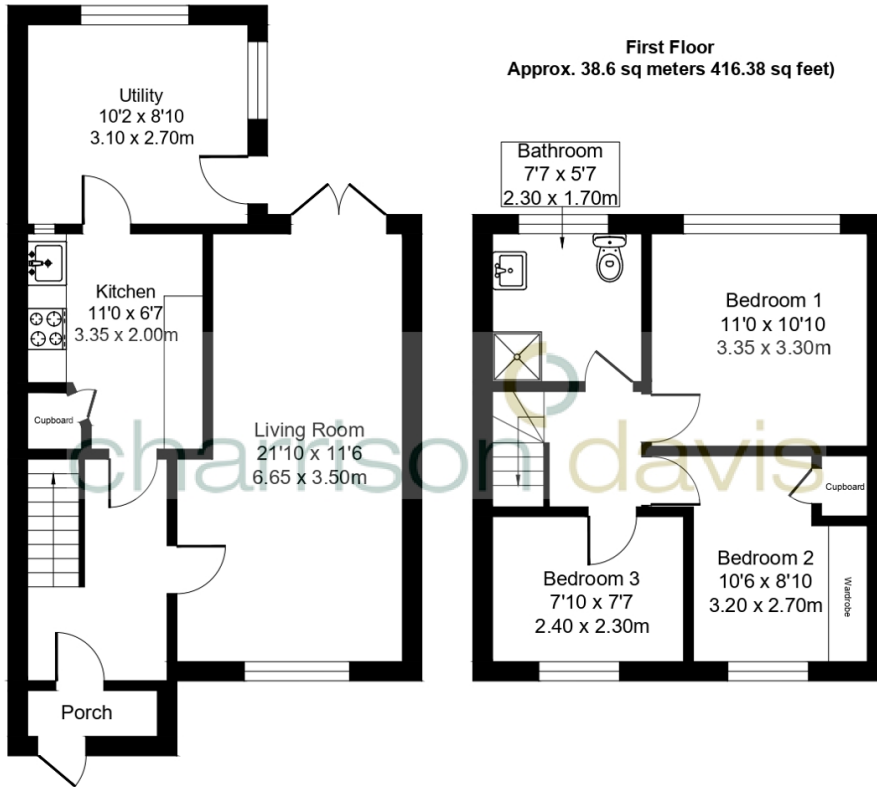 First Floor
Approx. 38.6 sq meters 416.38 sq feet)
Utility
10'2 x 8'10
3.10 x 2.70m
Bathroom
7'7 x 5'7
2.30 x 1.70m
Kitchen
11'0 x 6'7
3.35 x 2.00m
Bedroom 1
11'0 x 10'10
3.35 x 3.30m
Cupboard
Living Room
21'10 x 11'6
6.65 x 3.50m
charrison davis
Cupboard
Bedroom 2
10'6 x 8'10
3.20 x 2.70m
Wardrobe
Bedroom 3
7'10 x 7'7
2.40 x 2.30m
Porch